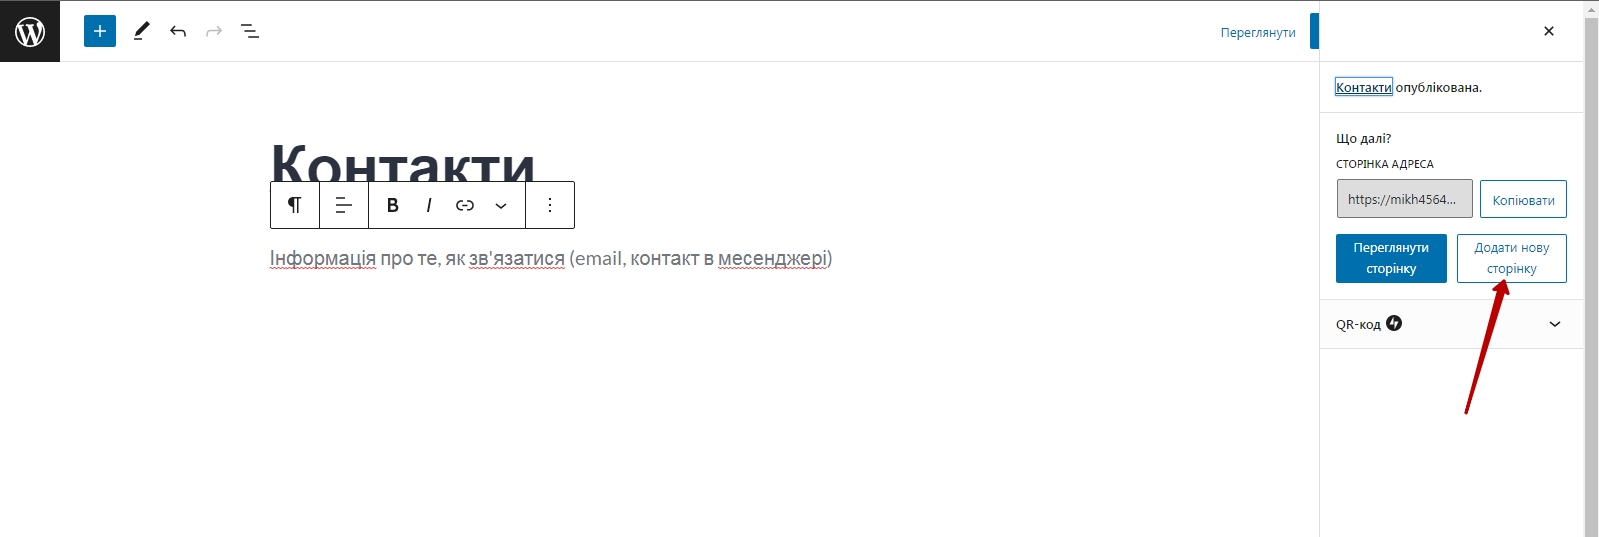 Переглянути
Контакти
B I
Інформація про те, як зв'язатися (email, контакт в месенджері)
Контакти опублікована.
Що далі?
СТОРІНКА АДРЕСА
https://mikh4564...
Копіювати
Переглянути
сторінку
Додати нову
сторінку
QR-код